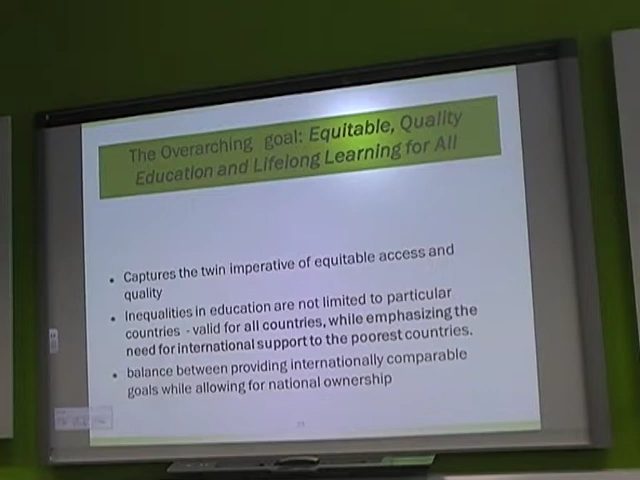 The Overarching goal: Equitable, Quality
Education and Lifelong Learning for All
• Captures the twin imperative of equitable access and
quality
• Inequalities in education are not limited to particular
countries - valid for all countries, while emphasizing the
need for international support to the poorest countries.
• balance between providing internationally comparable
goals while allowing for national ownership